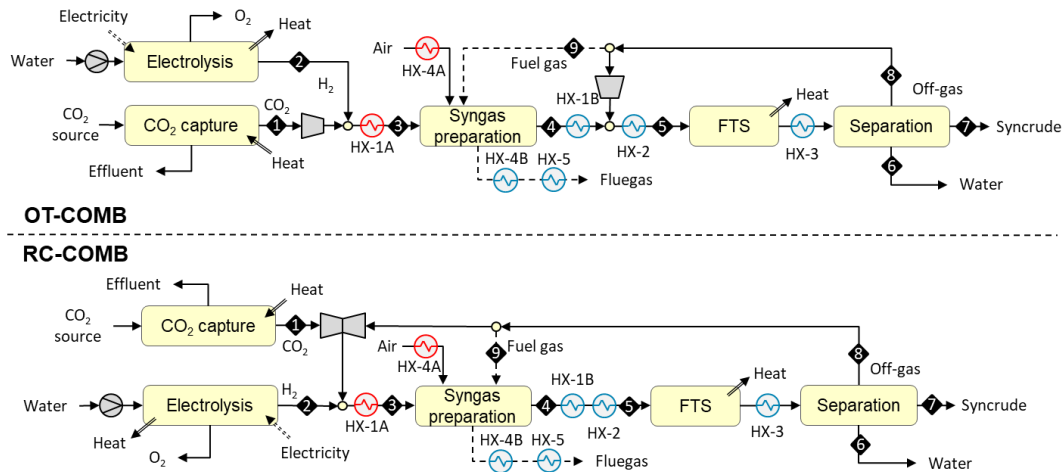 Electricity
O2
Heat
9
Air
Fuel gas
8
Water
Electrolysis
2
HX-4A
Off-gas
H2
HX-1B
CO2
source
CO2 capture
1
CO2
HX-1A
3
Syngas
preparation
4
HX-2
5
FTS
Heat
HX-3
Separation
7
Syncrude
Effluent
Heat
HX-4B
HX-5
Fluegas
6
Water
OT-COMB
RC-COMB
Effluent
Heat
CO2
source
CO2 capture
1
CO2
Air
HX-4A
9
Fuel gas
8
Off-gas
Water
Electrolysis
H2
2
HX-1A
3
Syngas
preparation
4
HX-1B
HX-2
5
FTS
Heat
HX-3
Separation
7
Syncrude
Heat
O2
Electricity
HX-4B
HX-5
Fluegas
6
Water